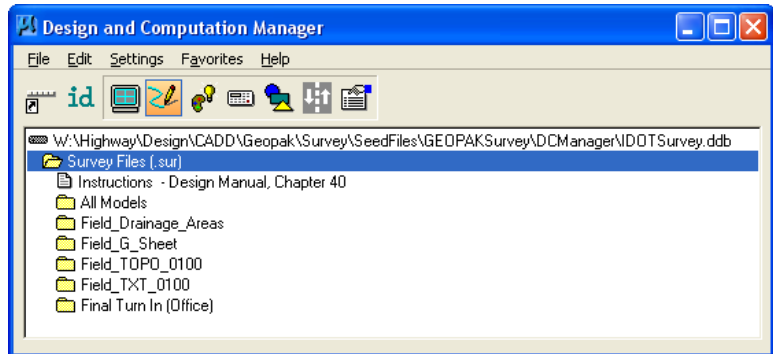 Design and Computation Manager
File Edit Settings Favorites Help
id
W:\Highway\Design\CADD\Geopak\Survey\SeedFiles\GEOPAKSurvey\DCManager\IDOTSurvey.ddb
Survey Files (.sur)
Instructions - Design Manual, Chapter 40
All Models
Field_Drainage_Areas
Field_G_Sheet
Field_TOPO_0100
Field_TXT_0100
Final Turn In (Office)